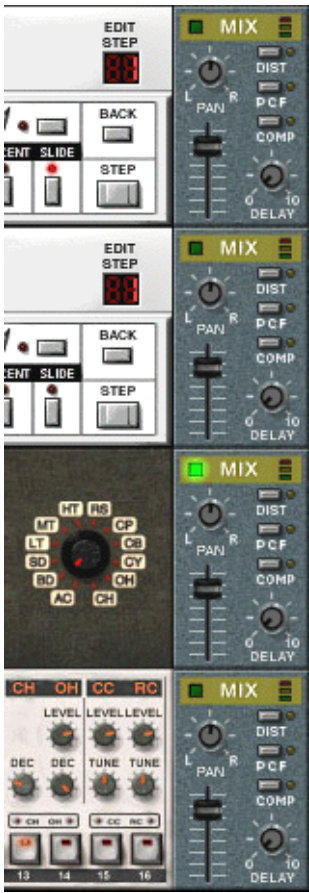 EDIT
STEP
1
MIX
DIST
L R
PAN
PCF
COMP
BACK
CENT SLIDE
STEP
0 10
DELAY
EDIT
STEP
1
MIX
DIST
L R
PAN
PCF
COMP
BACK
CENT SLIDE
STEP
0 10
DELAY
MIX
DIST
L R
PAN
PCF
COMP
HT RS
MT CP
LT CB
SD CY
BD OH
AC CH
0 10
DELAY
CH OH CC RC
MIX
LEVEL LEVEL LEVEL
DIST
L R
PAN
PCF
COMP
DEC DEC TUNE TUNE
CH OH CC RC
13 14 15 16
0 10
DELAY